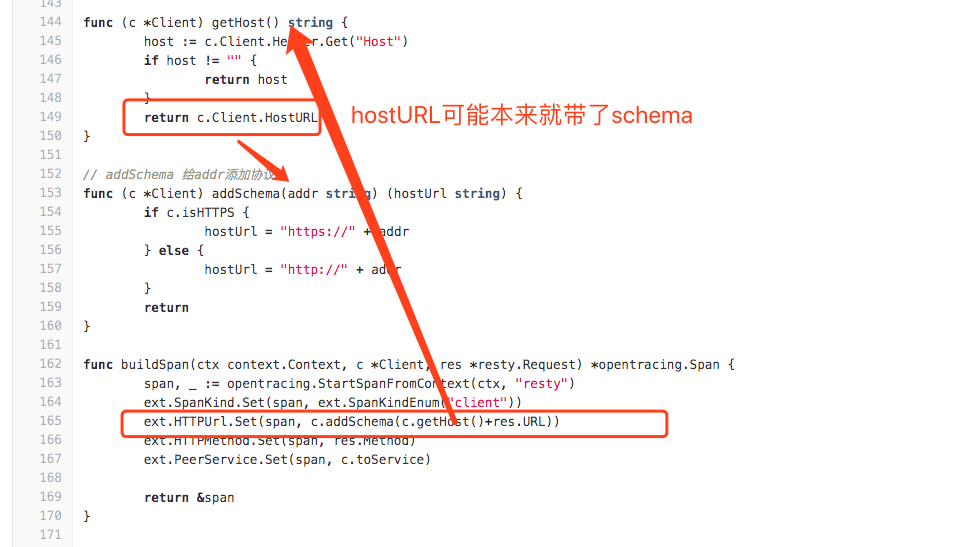 143
144 func (c *Client) getHost() string {
145 host := c.Client.Header.Get("Host")
146 if host != "" {
147 return host
148 }
149 return c.Client.HostURL
hostURL可能本来就带了schema
150 }
151
152 // addSchema 给addr添加协议
153 func (c *Client) addSchema(addr string) (hostUrl string) {
154 if c.isHTTPS {
155 hostUrl = "https://" + addr
156 } else {
157 hostUrl = "http://" + addr
158 }
159 return
160 }
161
162 func buildSpan(ctx context.Context, c *Client, res *resty.Request) *opentracing.Span {
163 span, _ := opentracing.StartSpanFromContext(ctx, "resty")
164 ext.SpanKind.Set(span, ext.SpanKindEnum("client"))
165 ext.HTTPUrl.Set(span, c.addSchema(c.getHost()+res.URL))
166 ext.HTTPMethod.Set(span, res.Method)
167 ext.PeerService.Set(span, c.toService)
168
169 return &span
170 }
171